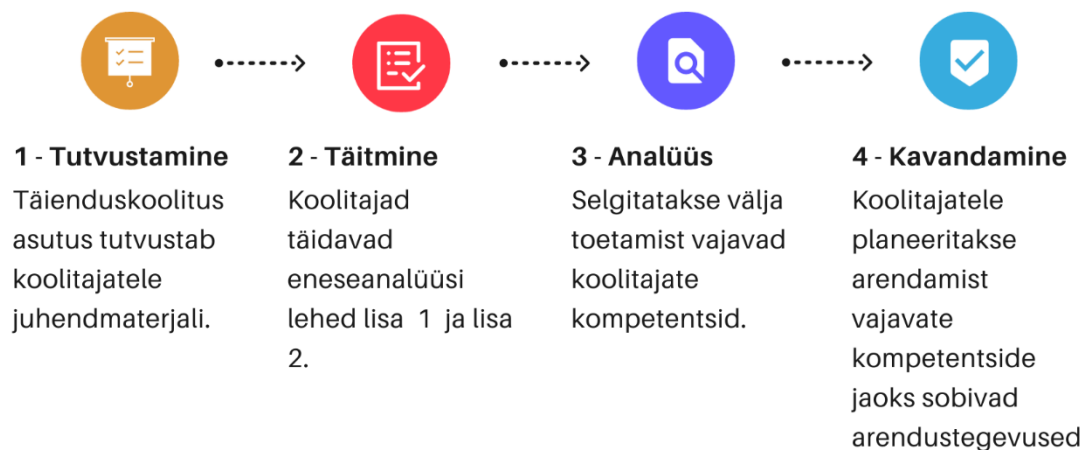 1 - Tutvustamine
Täienduskoolitus
asutus tutvustab
koolitajatele
juhendmaterjali.
2 - Täitmine
Koolitajad
täidavad
eneseanalüüsi
lehed lisa 1 ja lisa
2.
3 - Analüüs
Selgitatakse välja
toetamist vajavad
koolitajate
kompetentsid.
4 - Kavandamine
Koolitajatele
planeeritakse
arendamist
vajavate
kompetentside
jaoks sobivad
arendustegevused